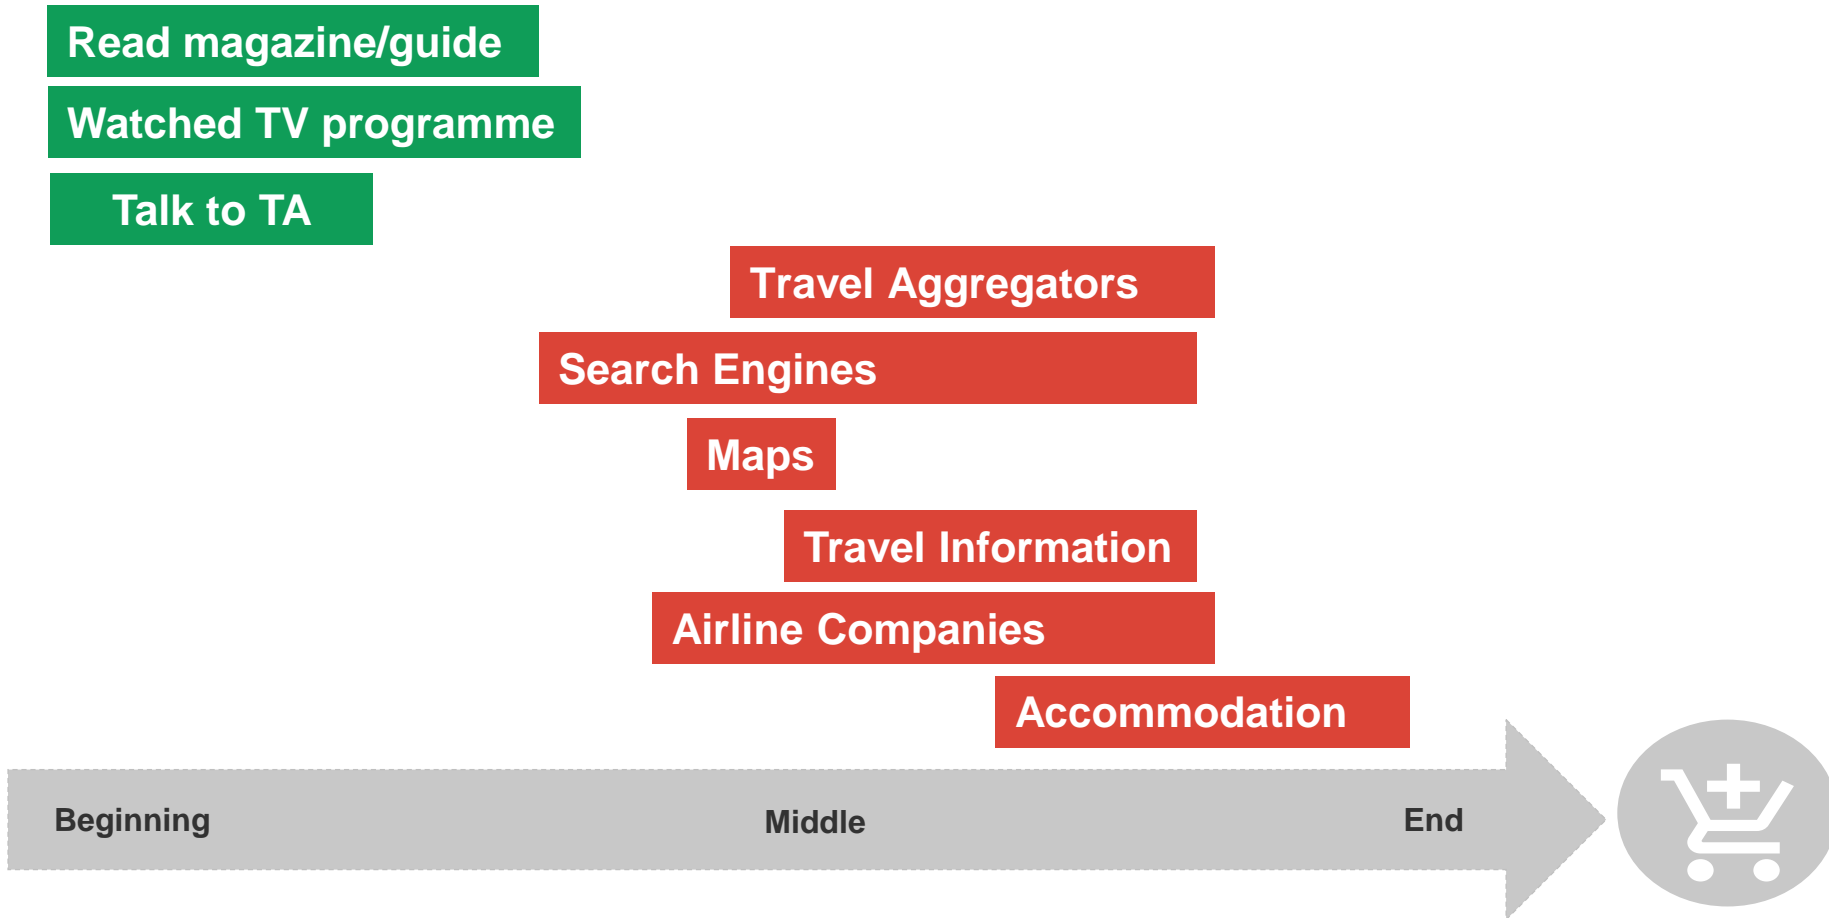 Read magazine/guide
Watched TV programme
Talk to TA
Travel Aggregators
Search Engines
Maps
Travel Information
Airline Companies
Accommodation
Beginning
Middle
End